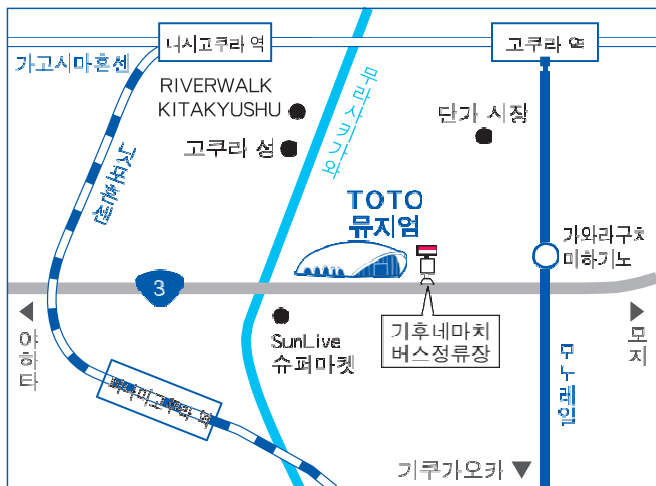 니시고쿠라 역
고쿠라 역
가고시마혼센
RIVERWALK
KITAKYUSHU
무라사키가와
단가 시장
고쿠라 성
TOTO
뮤지엄
가와라구치
미하기노
3
기후네마치
버스정류장
SunLive
슈퍼마켓
야하타
모지
모노레일
기쿠가오카